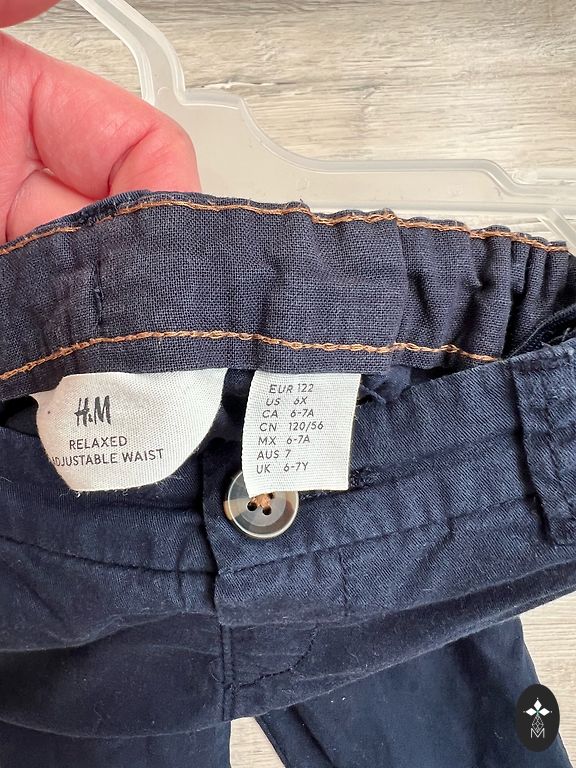 H&M
RELAXED
ADJUSTABLE WAIST
EUR 122
US 6X
CA 6-7A
CN 120/56
MX 6-7A
AUS 7
UK 6-7Y
M